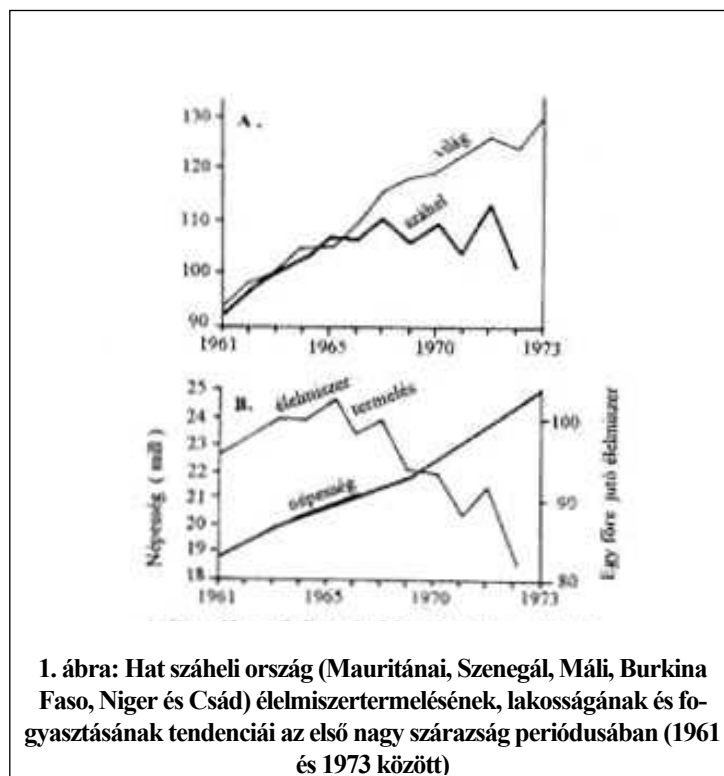 130
A.
világ
120
száhel
110
100
90
1961
1965
1970
1973
25
B.
élelmiszer
termelés
100
24
23
22
népesség
21
90
20
19
18
80
Népesség ( mill )
Egy főre jutó élelmiszer
1961
1965
1970
1973
1. ábra: Hat száheli ország (Mauritánai, Szenegál, Máli, Burkina
Faso, Niger és Csád) élelmiszertermelésének, lakosságának és fo-
gyasztásának tendenciái az első nagy szárazság periódusában (1961
és 1973 között)